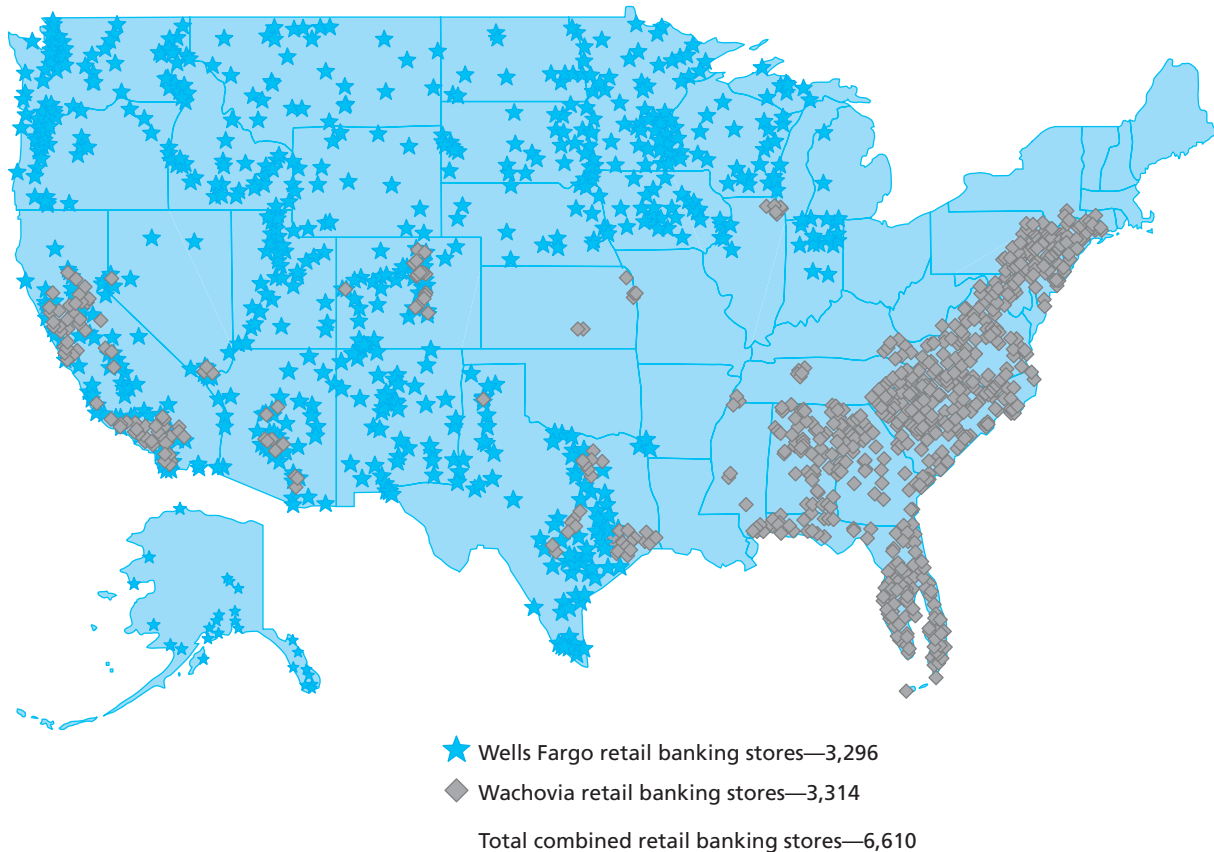 Wells Fargo retail banking stores—3,296
Wachovia retail banking stores—3,314
Total combined retail banking stores—6,610